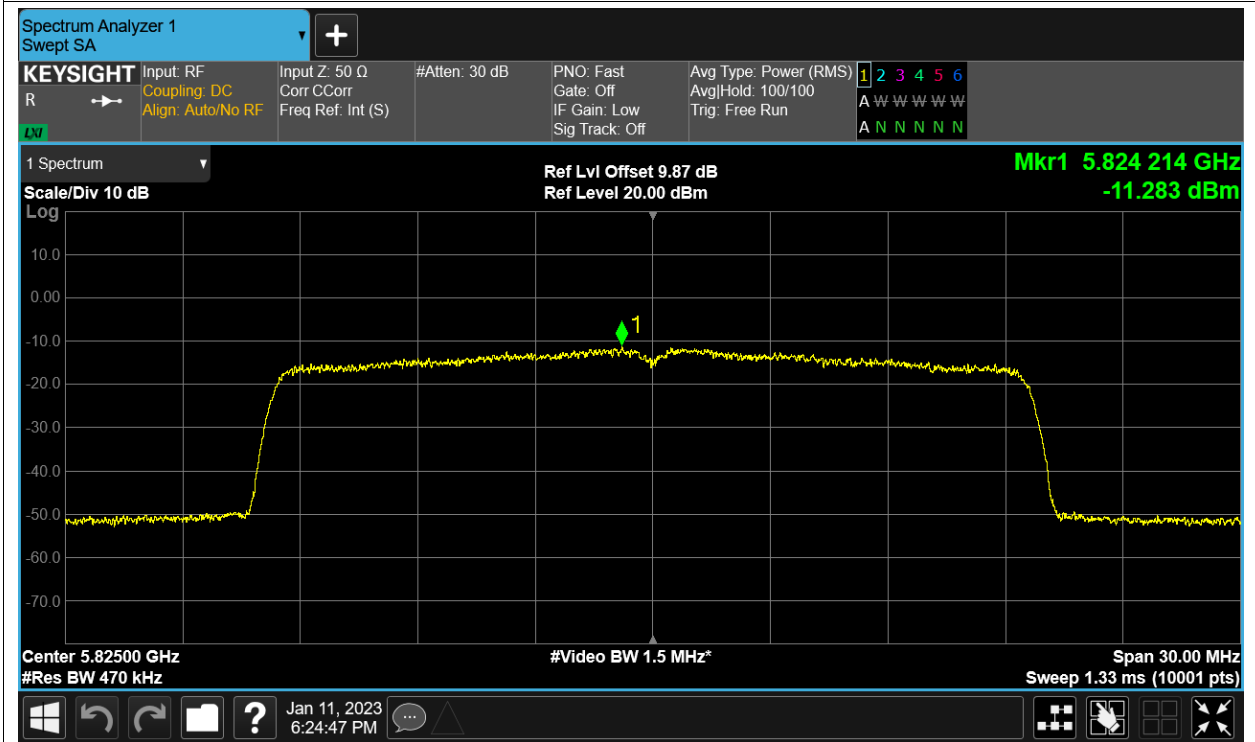 Spectrum Analyzer 1
Swept SA
+
KEYSIGHT
R
LXI
Input: RF
Coupling: DC
Align: Auto/No RF
Input Z: 50 Ω
Corr CCorr
Freq Ref: Int (S)
#Atten: 30 dB
PNO: Fast
Gate: Off
IF Gain: Low
Sig Track: Off
Avg Type: Power (RMS)
Avg|Hold: 100/100
Trig: Free Run
1 2 3 4 5 6
A W W W W W
A N N N N N
1 Spectrum
Scale/Div 10 dB
Log
Ref Lvl Offset 9.87 dB
Ref Level 20.00 dBm
Mkr1 5.824 214 GHz
-11.283 dBm
10.0
0.00
-10.0
-20.0
-30.0
-40.0
-50.0
-60.0
-70.0
1
Center 5.82500 GHz
#Res BW 470 kHz
#Video BW 1.5 MHz*
Span 30.00 MHz
Sweep 1.33 ms (10001 pts)
?
Jan 11, 2023
6:24:47 PM